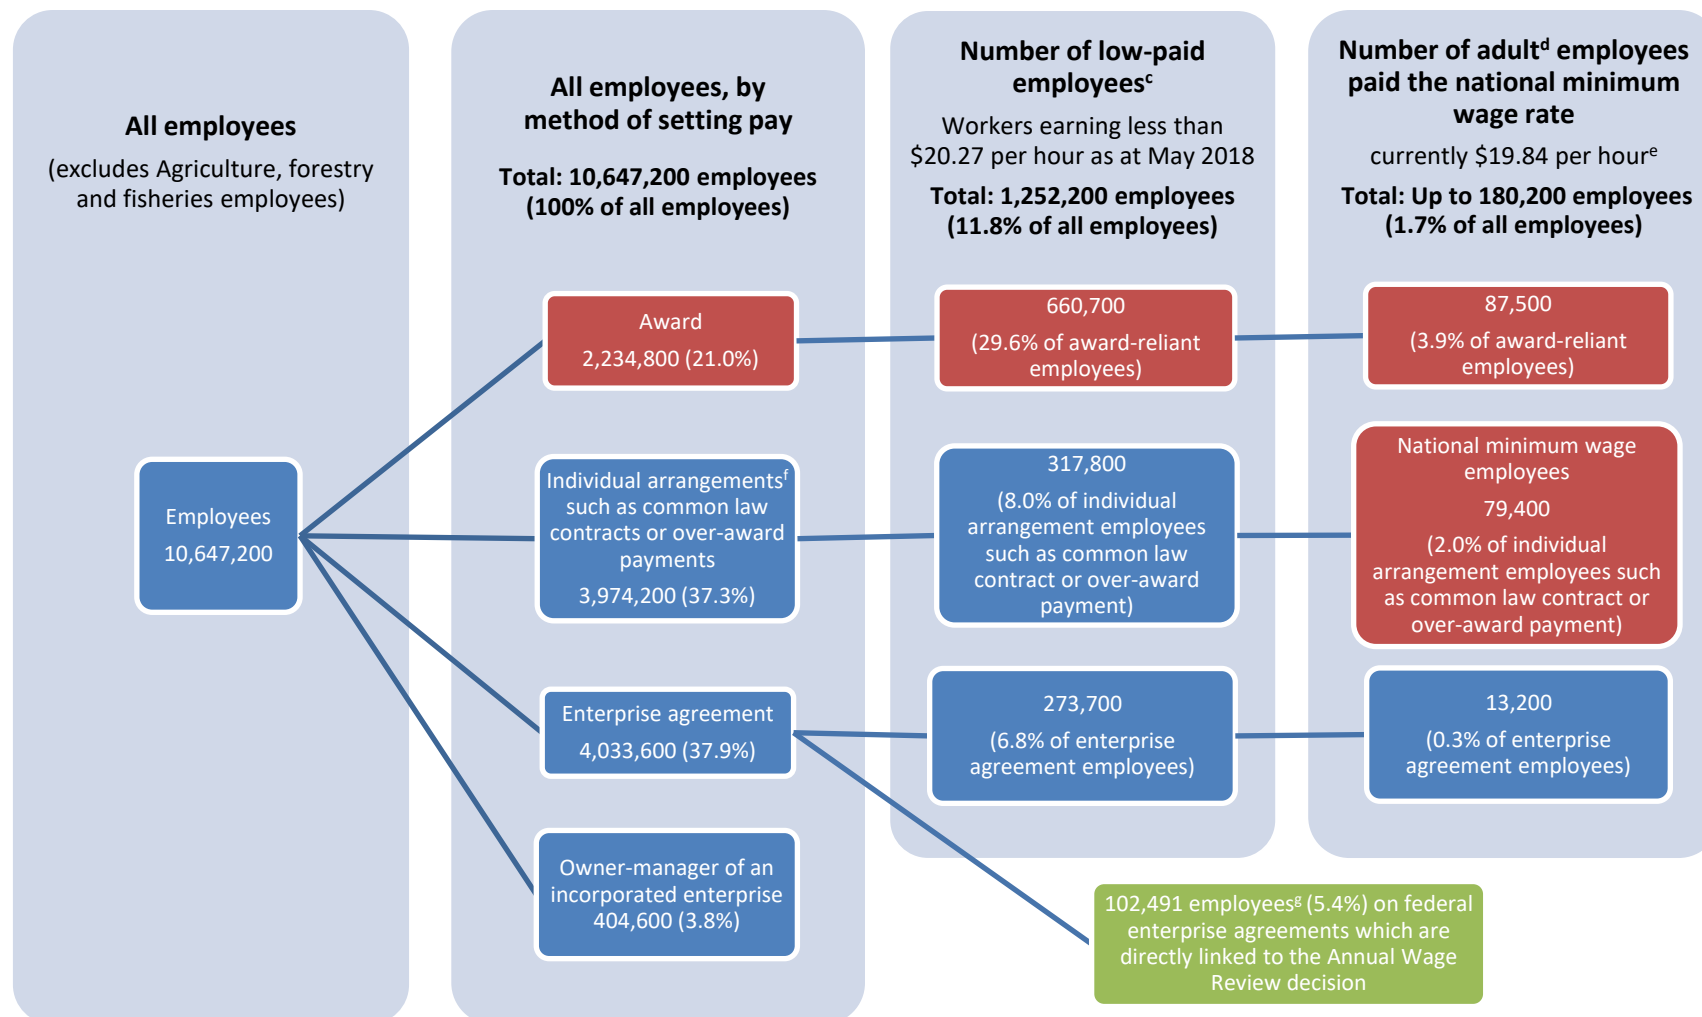 All employees
(excludes Agriculture, forestry
and fisheries employees)
Employees
10,647,200
All employees, by
method of setting pay
Total: 10,647,200 employees
(100% of all employees)
Award
2,234,800 (21.0%)
Individual arrangementsᶠ
such as common law
contracts or over-award
payments
3,974,200 (37.3%)
Enterprise agreement
4,033,600 (37.9%)
Owner-manager of an
incorporated enterprise
404,600 (3.8%)
Number of low-paid
employeesᶜ
Workers earning less than
$20.27 per hour as at May 2018
Total: 1,252,200 employees
(11.8% of all employees)
660,700
(29.6% of award-reliant
employees)
317,800
(8.0% of individual
arrangement employees
such as common law
contract or over-award
payment)
273,700
(6.8% of enterprise
agreement employees)
Number of adultᵈ employees
paid the national minimum
wage rate
currently $19.84 per hourᵉ
Total: Up to 180,200 employees
(1.7% of all employees)
87,500
(3.9% of award-reliant
employees)
National minimum wage
employees
79,400
(2.0% of individual
arrangement employees such
as common law contract or
over-award payment)
13,200
(0.3% of enterprise
agreement employees)
102,491 employeesᵍ (5.4%) on federal
enterprise agreements which are
directly linked to the Annual Wage
Review decision